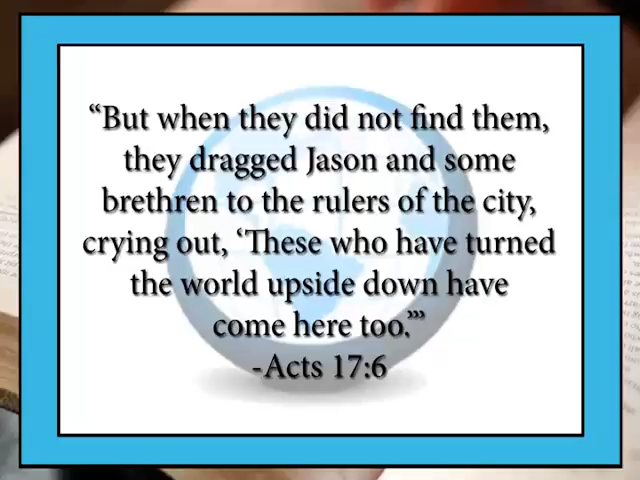 “But when they did not find them,
they dragged Jason and some
brethren to the rulers of the city,
crying out, ‘These who have turned
the world upside down have
come here too.’”
-Acts 17:6